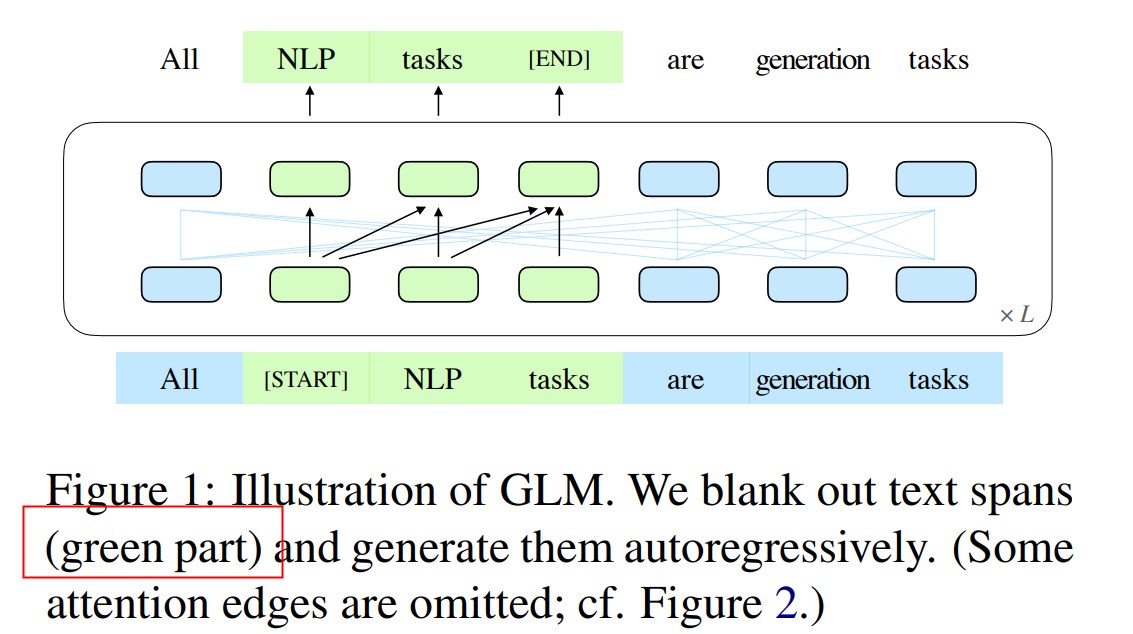 All NLP tasks [END] are generation tasks
× L
All [START] NLP tasks are generation tasks
Figure 1: Illustration of GLM. We blank out text spans
(green part) and generate them autoregressively. (Some
attention edges are omitted; cf. Figure 2.)